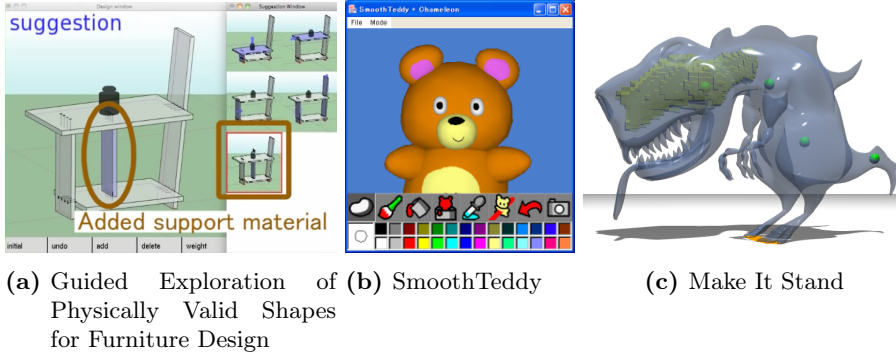 Design window
Suggestion Window
suggestion
Added support material
initial undo add delete weight
SmoothTeddy + Chameleon
File Mode
(a) Guided Exploration of
Physically Valid Shapes
for Furniture Design
(b) SmoothTeddy
(c) Make It Stand